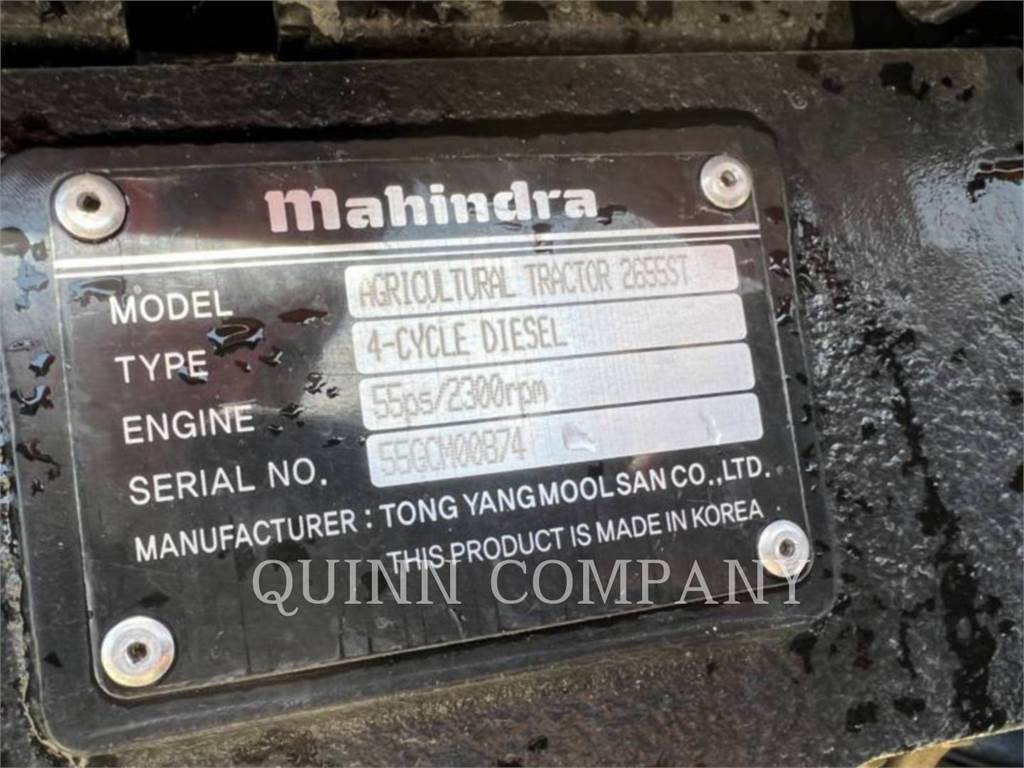 Mahindra
MODEL AGRICULTURAL TRACTOR 2655ST
TYPE 4-CYCLE DIESEL
ENGINE 55ps/2300rpm
SERIAL NO. 55GCM00874
MANUFACTURER : TONG YANG MOOLSAN CO.,LTD.
THIS PRODUCT IS MADE IN KOREA
QUINN COMPANY